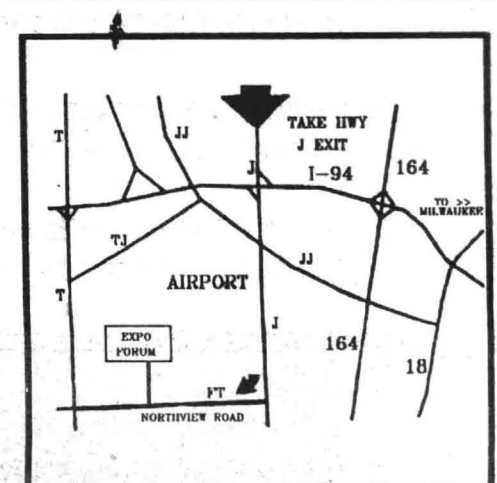 T
JJ
TAKE HWY
J EXIT
J
I-94
164
TO >>
MILWAUKEE
TJ
JJ
AIRPORT
T
J
EXPO
FORUM
164
18
FT
NORTHVIEW ROAD